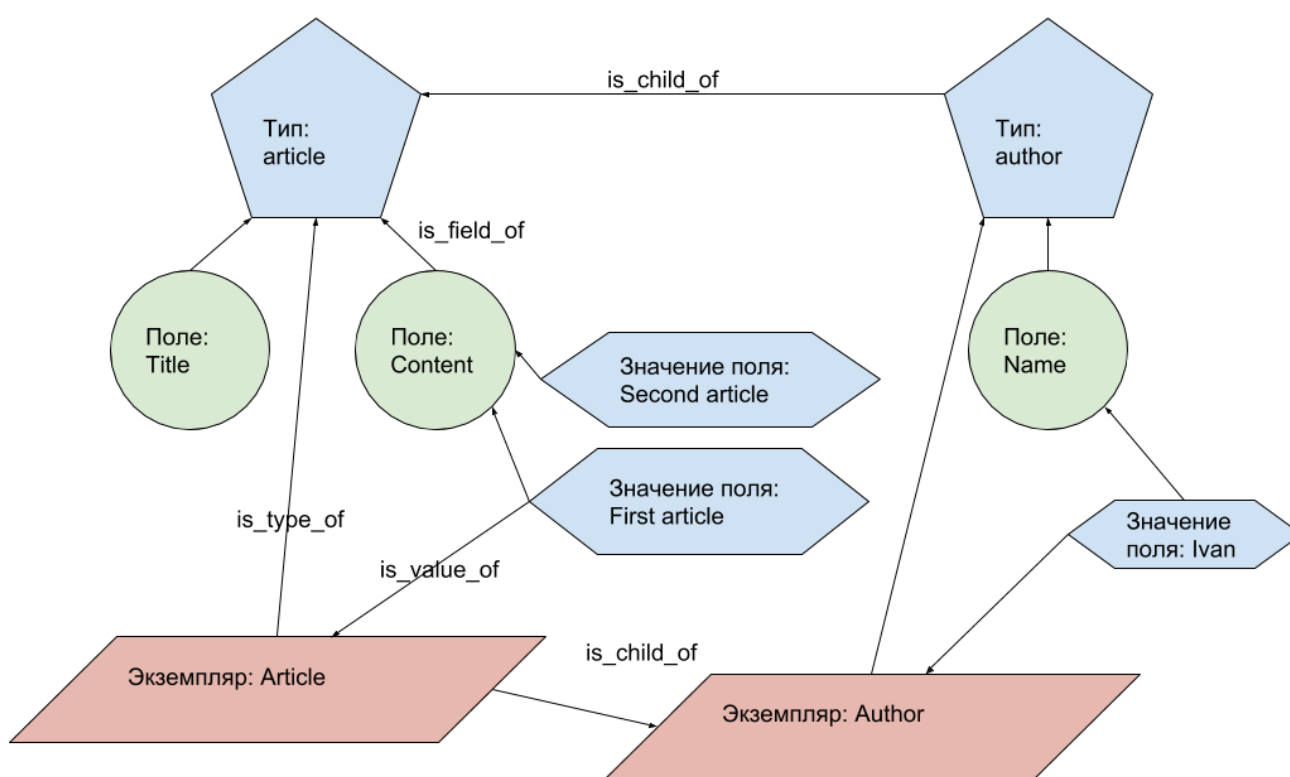 is_child_of
Тип:
article
Тип:
author
is_field_of
Поле:
Title
Поле:
Content
Значение поля:
Second article
Поле:
Name
Значение поля:
First article
is_type_of
Значение
поля: Ivan
is_value_of
is_child_of
Экземпляр: Article
Экземпляр: Author